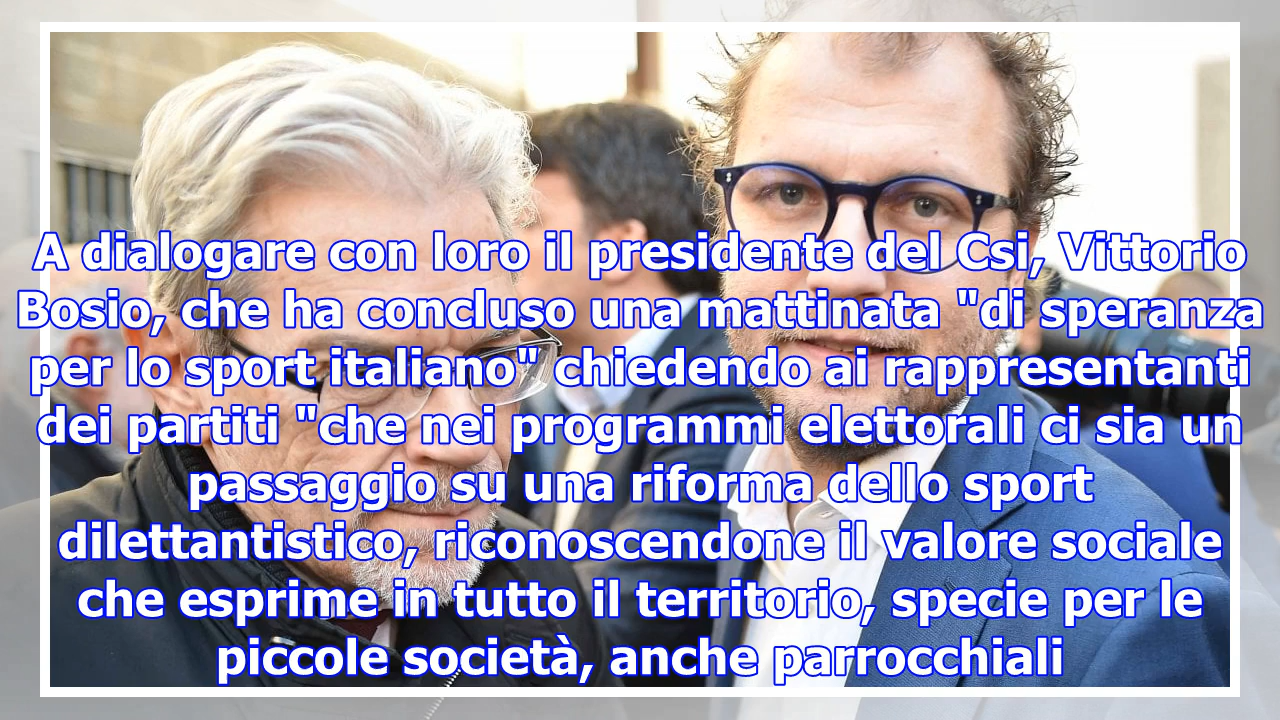 A dialogare con loro il presidente del Csi, Vittorio
Bosio, che ha concluso una mattinata "di speranza
per lo sport italiano" chiedendo ai rappresentanti
dei partiti "che nei programmi elettorali ci sia un
passaggio su una riforma dello sport
dilettantistico, riconoscendone il valore sociale
che esprime in tutto il territorio, specie per le
piccole società, anche parrocchiali